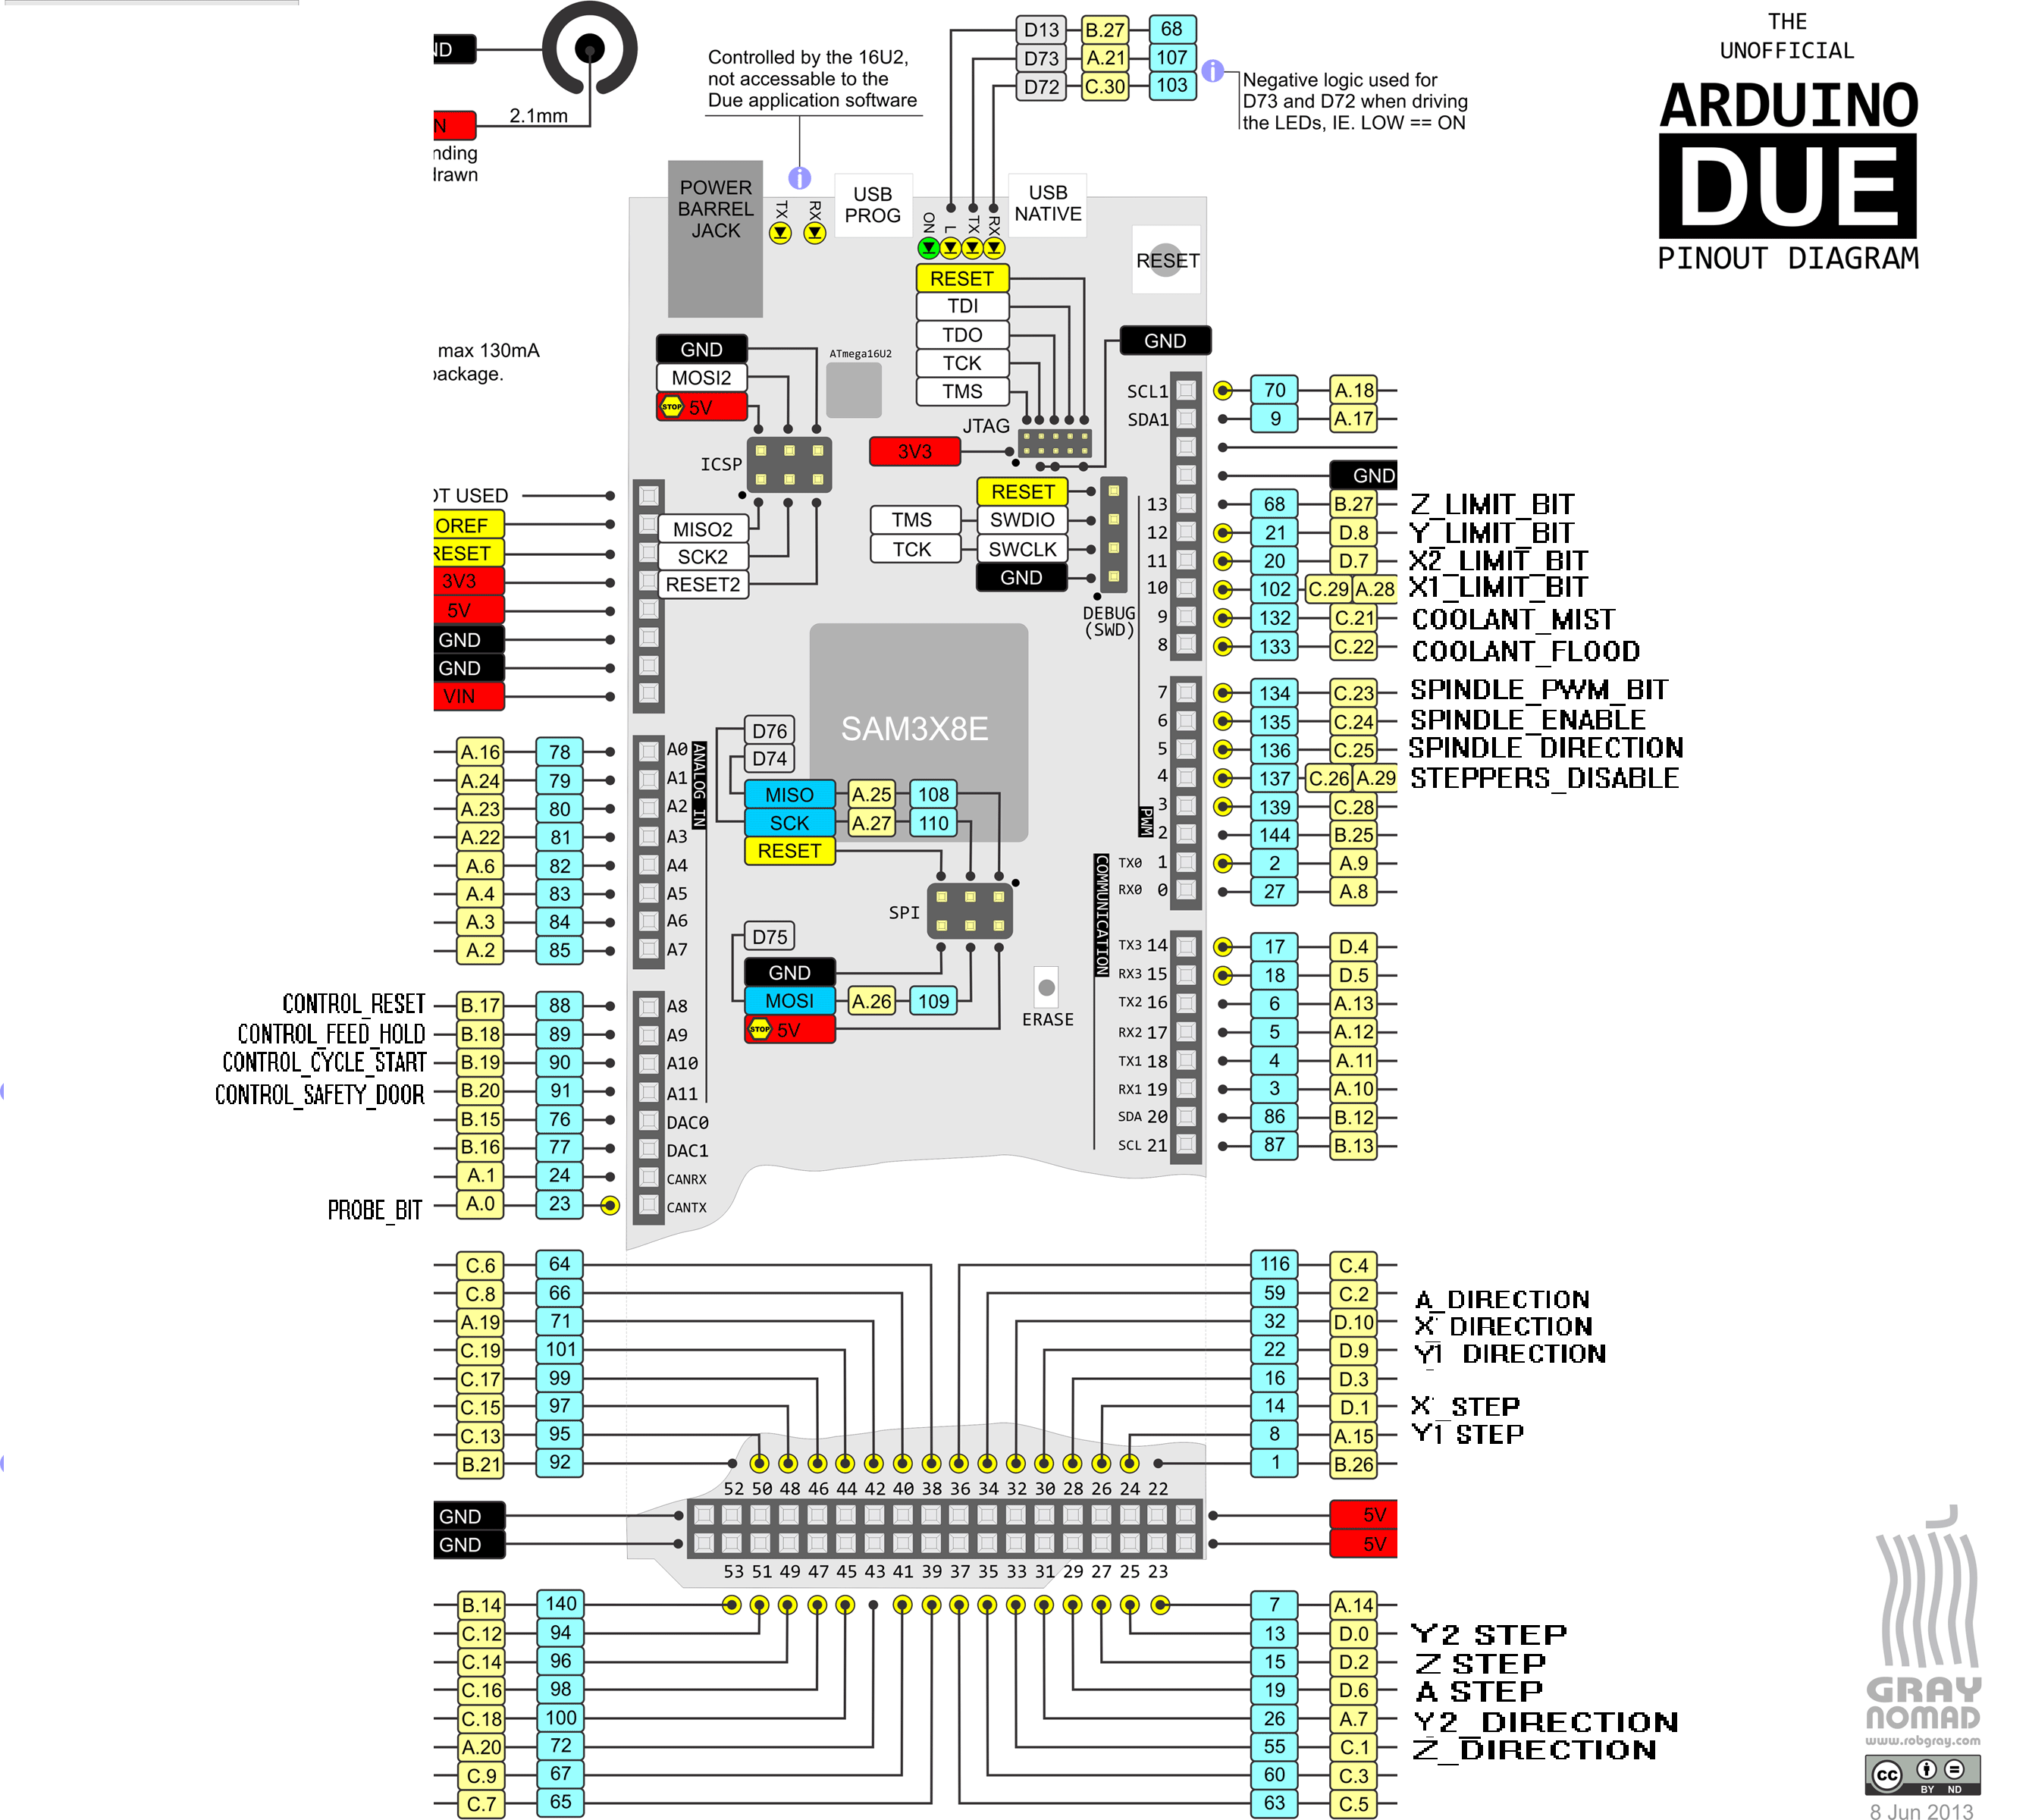 THE
UNOFFICIAL
ARDUINO
DUE
PINOUT DIAGRAM
ND
N
2.1mm
nding
drawn
Controlled by the 16U2,
not accessable to the
Due application software
D13 B.27 68
D73 A.21 107
D72 C.30 103
Negative logic used for
D73 and D72 when driving
the LEDs, IE. LOW == ON
POWER
BARREL
JACK
TX
RX
USB
PROG
ON
L
TX
RX
USB
NATIVE
RESET
RESET
TDI
TDO
TCK
TMS
JTAG
3V3
GND
max 130mA
package.
GND
MOSI2
STOP 5V
ATmega16U2
ICSP
MISO2
SCK2
RESET2
RESET
TMS SWDIO
TCK SWCLK
GND
DEBUG
(SWD)
OT USED
OREF
RESET
3V3
5V
GND
GND
VIN
SCL1 70 A.18
SDA1 9 A.17
GND
13 68 B.27 Z_LIMIT_BIT
12 21 D.8 Y_LIMIT_BIT
11 20 D.7 X2_LIMIT_BIT
10 102 C.29 A.28 X1_LIMIT_BIT
9 132 C.21 COOLANT_MIST
8 133 C.22 COOLANT_FLOOD
7 134 C.23 SPINDLE_PWM_BIT
6 135 C.24 SPINDLE_ENABLE
5 136 C.25 SPINDLE DIRECTION
4 137 C.26 A.29 STEPPERS_DISABLE
3 139 C.28
2 144 B.25
TX0 1 2 A.9
RX0 0 27 A.8
PWM
COMMUNICATION
TX3 14 17 D.4
RX3 15 18 D.5
TX2 16 6 A.13
RX2 17 5 A.12
TX1 18 4 A.11
RX1 19 3 A.10
SDA 20 86 B.12
SCL 21 87 B.13
SAM3X8E
A.16 78 A0
A.24 79 A1
A.23 80 A2
A.22 81 A3
A.6 82 A4
A.4 83 A5
A.3 84 A6
A.2 85 A7
ANALOG IN
D76
D74
MISO A.25 108
SCK A.27 110
RESET
SPI
D75
GND
MOSI A.26 109
STOP 5V
ERASE
CONTROL_RESET B.17 88 A8
CONTROL_FEED_HOLD B.18 89 A9
CONTROL_CYCLE_START B.19 90 A10
CONTROL_SAFETY_DOOR B.20 91 A11
B.15 76 DAC0
B.16 77 DAC1
A.1 24 CANRX
PROBE_BIT A.0 23 CANTX
C.6 64 116 C.4
C.8 66 59 C.2 A_DIRECTION
A.19 71 32 D.10 X DIRECTION
C.19 101 22 D.9 Y1 DIRECTION
C.17 99 16 D.3
C.15 97 14 D.1 X_STEP
C.13 95 8 A.15 Y1 STEP
B.21 92 1 B.26
52 50 48 46 44 42 40 38 36 34 32 30 28 26 24 22
GND 5V
GND 5V
53 51 49 47 45 43 41 39 37 35 33 31 29 27 25 23
B.14 140 7 A.14
C.12 94 13 D.0 Y2 STEP
C.14 96 15 D.2 Z STEP
C.16 98 19 D.6 A STEP
C.18 100 26 A.7 Y2_DIRECTION
A.20 72 55 C.1 Z_DIRECTION
C.9 67 60 C.3
C.7 65 63 C.5
GRAY
NOMAD
www.robgray.com
CC BY ND
8 Jun 2013